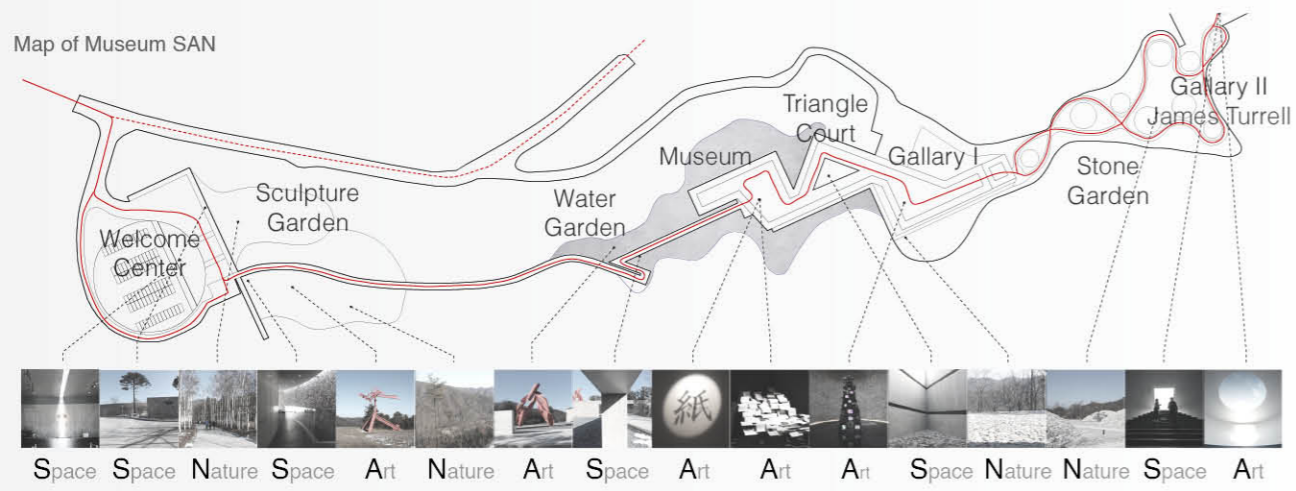 Map of Museum SAN
Welcome
Center
Sculpture
Garden
Water
Garden
Museum
Triangle
Court
Gallary I
Stone
Garden
Gallary II
James Turrell
紙
Space Space Nature Space Art Nature Art Space Art Art Art Space Nature Nature Space Art